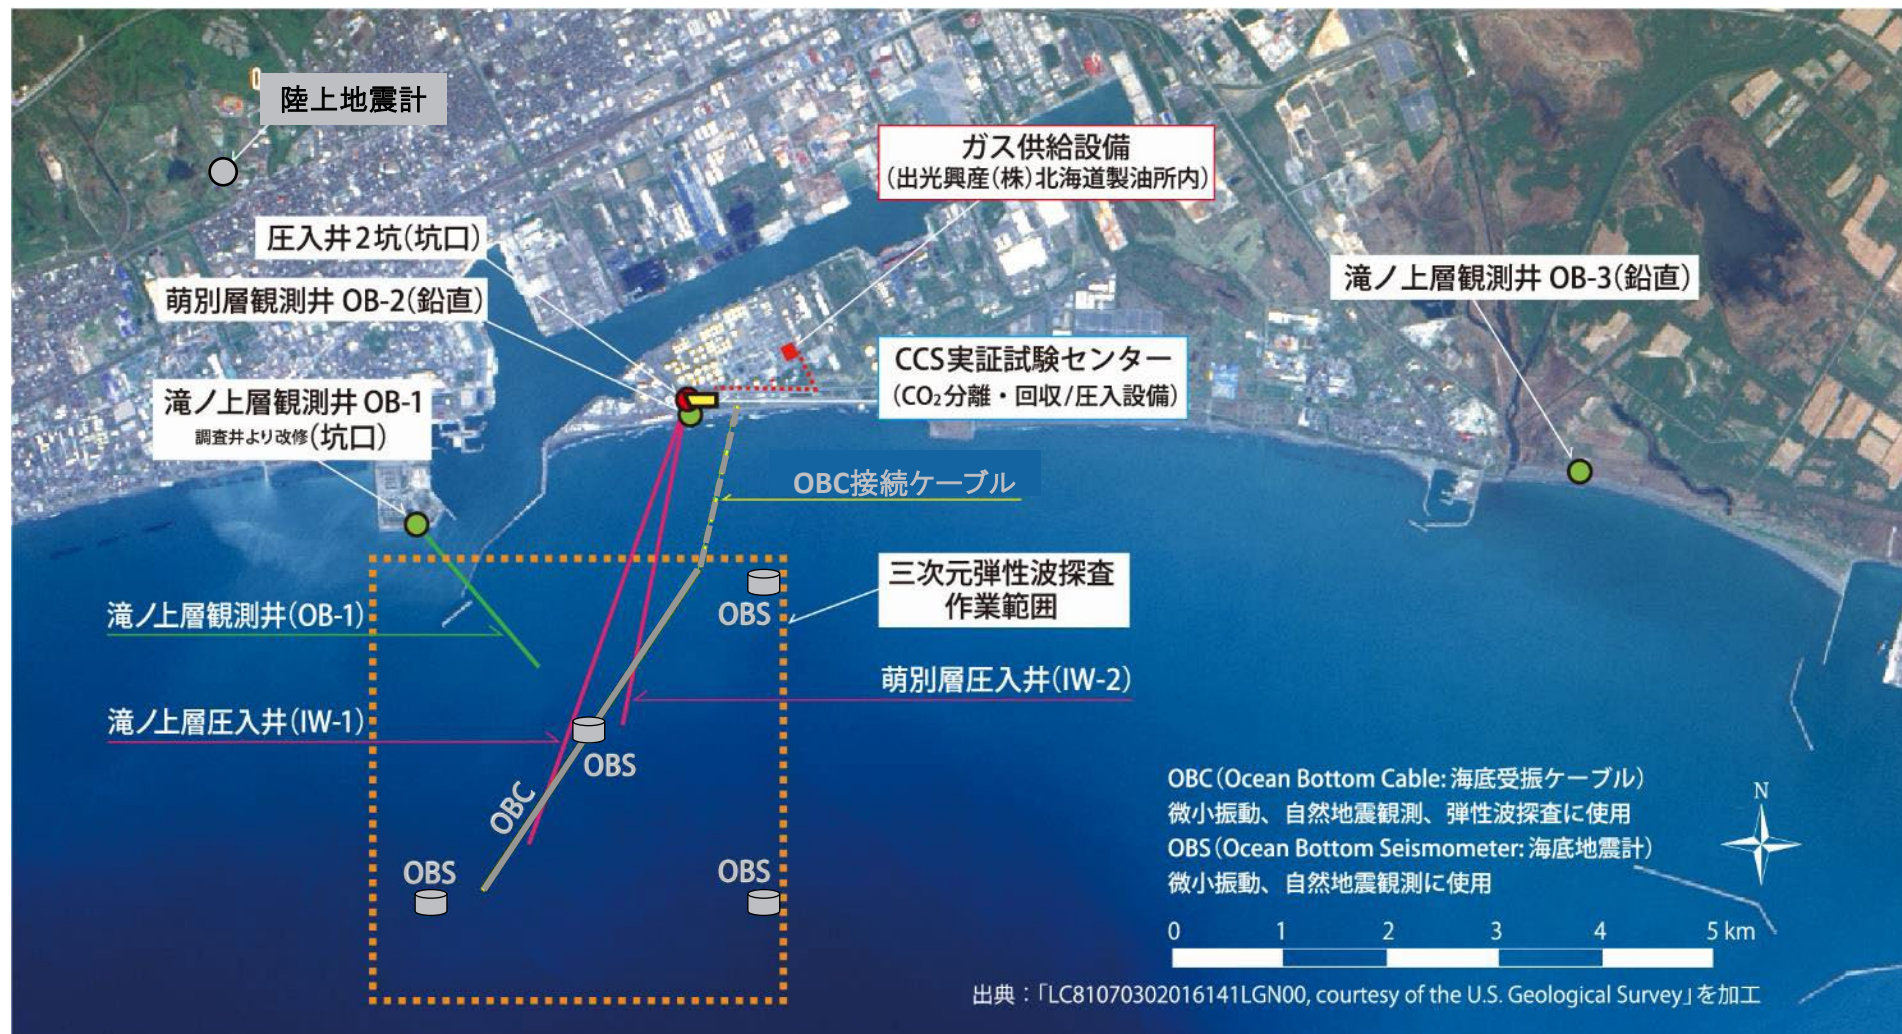 陸上地震計
ガス供給設備
(出光興産(株)北海道製油所内)
圧入井2坑(坑口)
萌別層観測井 OB-2(鉛直)
滝ノ上層観測井 OB-3(鉛直)
CCS実証試験センター
(CO₂分離・回収/圧入設備)
滝ノ上層観測井 OB-1
調査井より改修(坑口)
OBC接続ケーブル
三次元弾性波探査
作業範囲
OBS
滝ノ上層観測井(OB-1)
萌別層圧入井(IW-2)
滝ノ上層圧入井(IW-1)
OBS
OBC
OBS
OBS
OBC(Ocean Bottom Cable:海底受振ケーブル)
微小振動、自然地震観測、弾性波探査に使用
OBS(Ocean Bottom Seismometer:海底地震計)
微小振動、自然地震観測に使用
N
0 1 2 3 4 5 km
出典:「LC81070302016141LGN00, courtesy of the U.S. Geological Survey」を加工